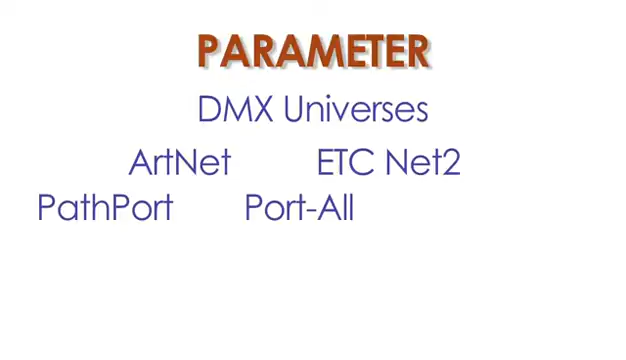 PARAMETER
DMX Universes
ArtNet ETC Net2
PathPort Port-All